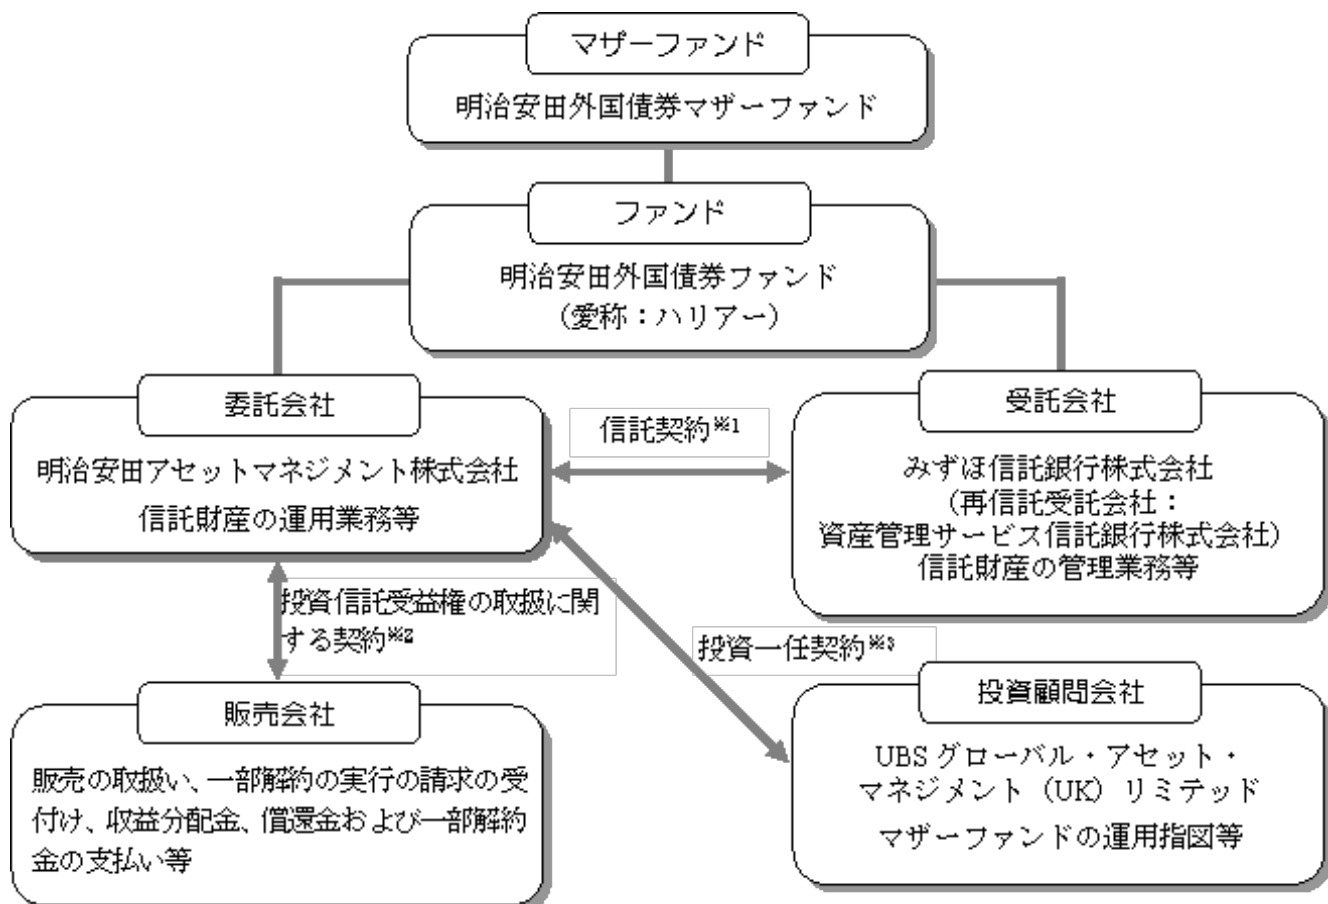 マザーファンド
明治安田外国債券マザーファンド
ファンド
明治安田外国債券ファンド
（愛称：ハリアー）
委託会社
明治安田アセットマネジメント株式会社
信託財産の運用業務等
信託契約※1
受託会社
みずほ信託銀行株式会社
（再信託受託会社：
資産管理サービス信託銀行株式会社）
信託財産の管理業務等
投資信託受益権の取扱に関
する契約※2
投資一任契約※3
販売会社
販売の取扱い、一部解約の実行の請求の受
付け、収益分配金、償還金および一部解約
金の支払い等
投資顧問会社
UBS グローバル・アセット・
マネジメント（UK）リミテッド
マザーファンドの運用指図等